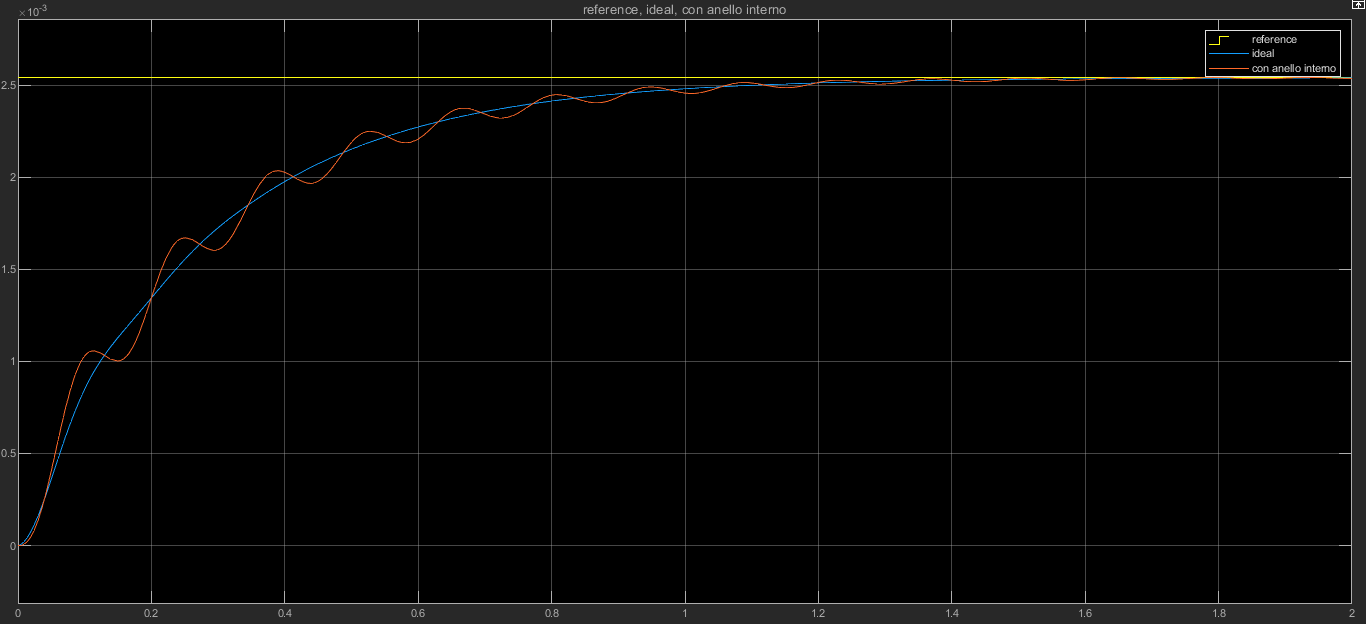 reference, ideal, con anello interno
×10⁻³
reference
ideal
con anello interno
2.5
2
1.5
1
0.5
0
0 0.2 0.4 0.6 0.8 1 1.2 1.4 1.6 1.8 2